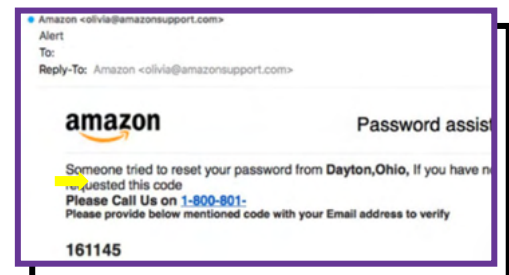 Amazon <olivia@amazonsupport.com>
Alert
To:
Reply-To: Amazon <olivia@amazonsupport.com>
amazon
Password assist
Someone tried to reset your password from Dayton,Ohio, If you have n
requested this code
Please Call Us on 1-800-801-
Please provide below mentioned code with your Email address to verify
161145